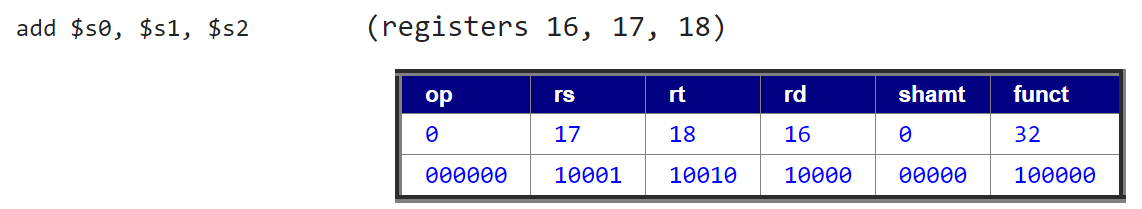 add $s0, $s1, $s2 (registers 16, 17, 18)
op rs rt rd shamt funct
0 17 18 16 0 32
000000 10001 10010 10000 00000 100000